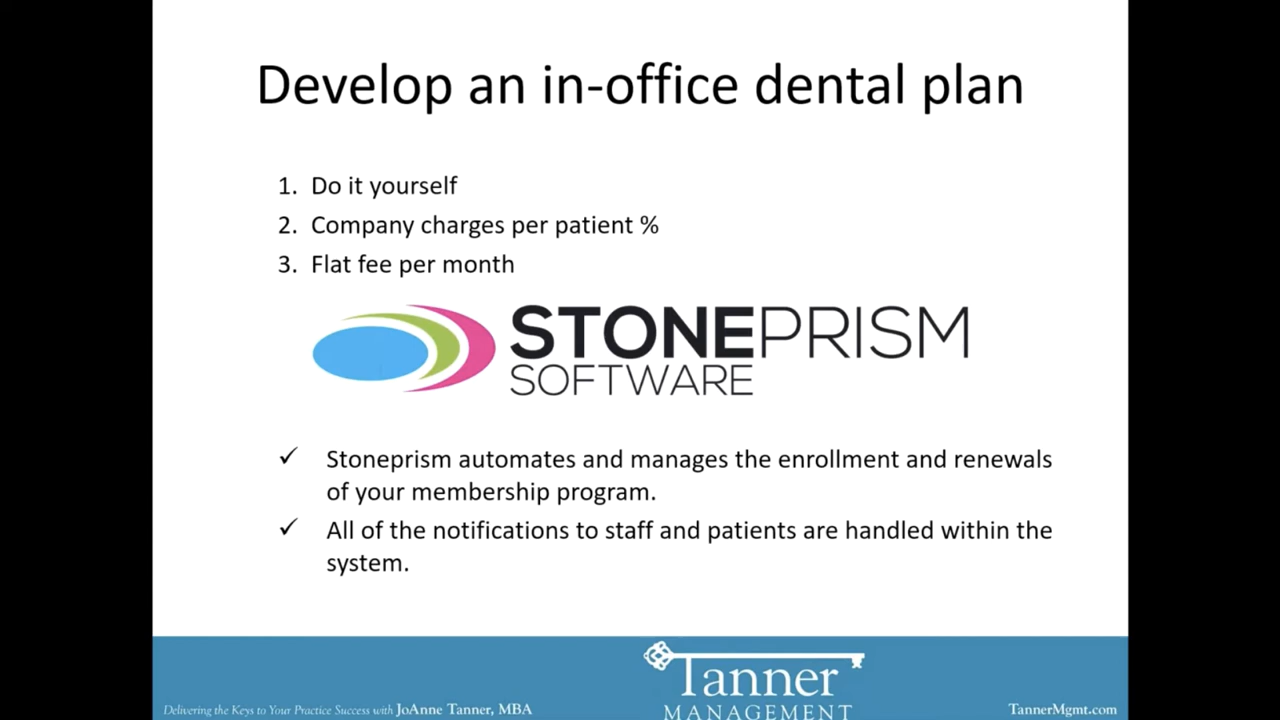 Develop an in-office dental plan
1. Do it yourself
2. Company charges per patient %
3. Flat fee per month
STONEPRISM
SOFTWARE
✓ Stoneprism automates and manages the enrollment and renewals
of your membership program.
✓ All of the notifications to staff and patients are handled within the
system.
Tanner
MANAGEMENT
Delivering the Keys to Your Practice Success with JoAnne Tanner, MBA
TannerMgmt.com